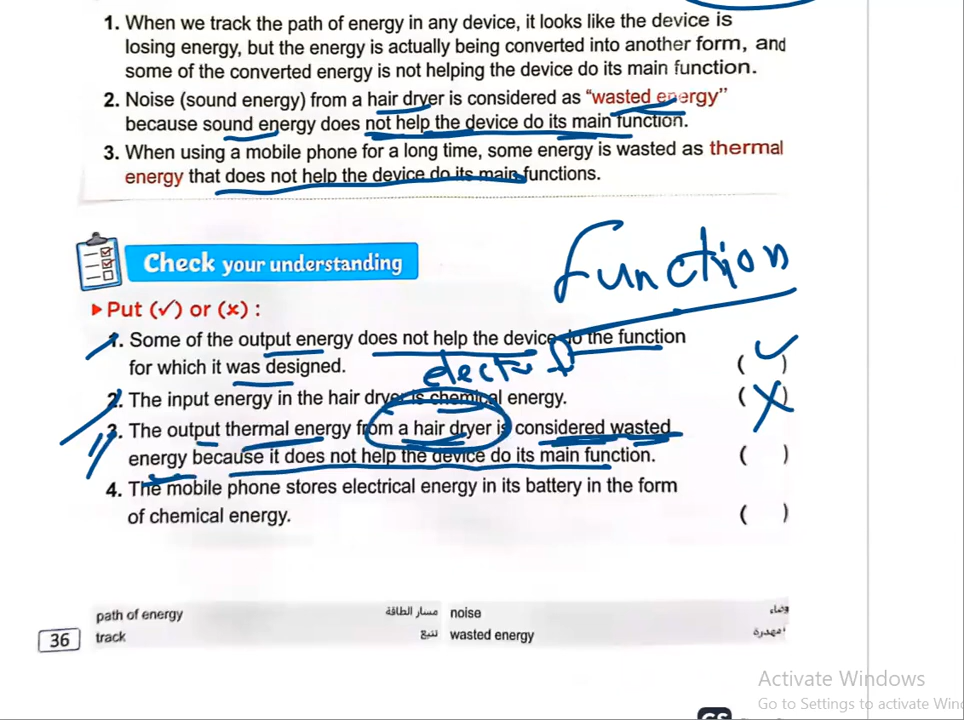 1. When we track the path of energy in any device, it looks like the device is
losing energy, but the energy is actually being converted into another form, and
some of the converted energy is not helping the device do its main function.
2. Noise (sound energy) from a hair dryer is considered as “wasted energy”
because sound energy does not help the device do its main function.
3. When using a mobile phone for a long time, some energy is wasted as thermal
energy that does not help the device do its main functions.
Check your understanding
function
▶ Put (✓) or (×) :
1. Some of the output energy does not help the device do the function
for which it was designed. (✓)
elect
2. The input energy in the hair dryer is chemical energy. (X)
3. The output thermal energy from a hair dryer is considered wasted
energy because it does not help the device do its main function. ( )
4. The mobile phone stores electrical energy in its battery in the form
of chemical energy. ( )
path of energy مسار الطاقة noise
36 track تتبع wasted energy
Activate Windows
Go to Settings to activate Win